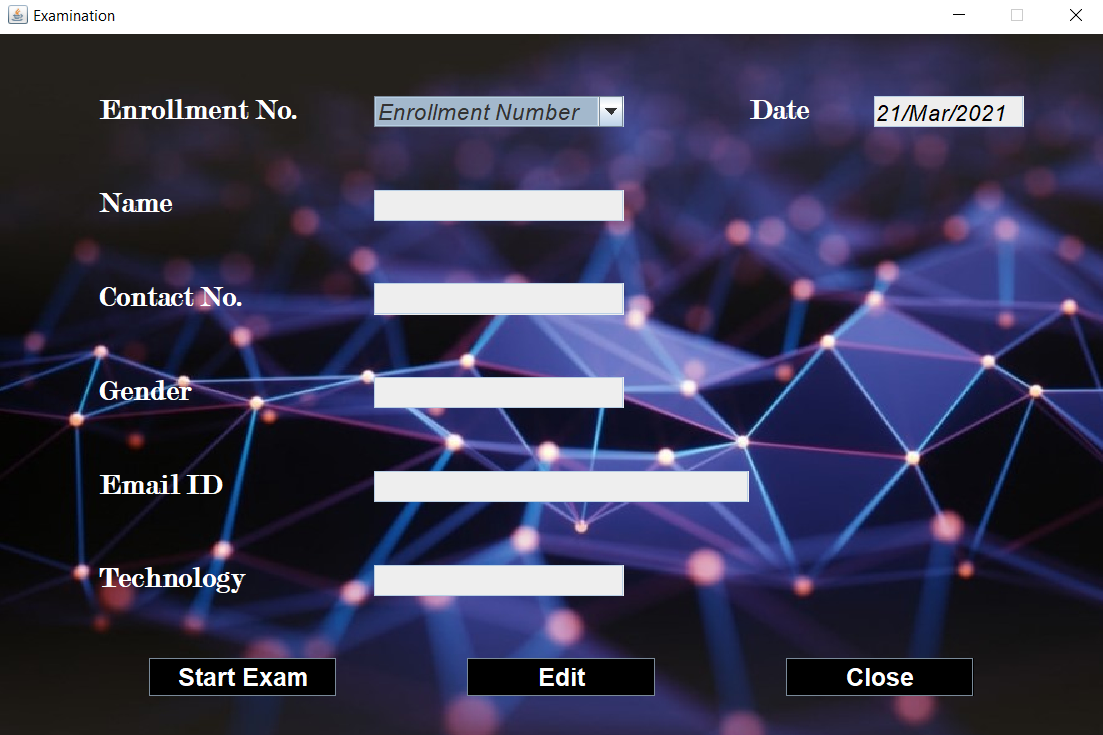 Examination
Enrollment No. Enrollment Number Date 21/Mar/2021
Name
Contact No.
Gender
Email ID
Technology
Start Exam Edit Close